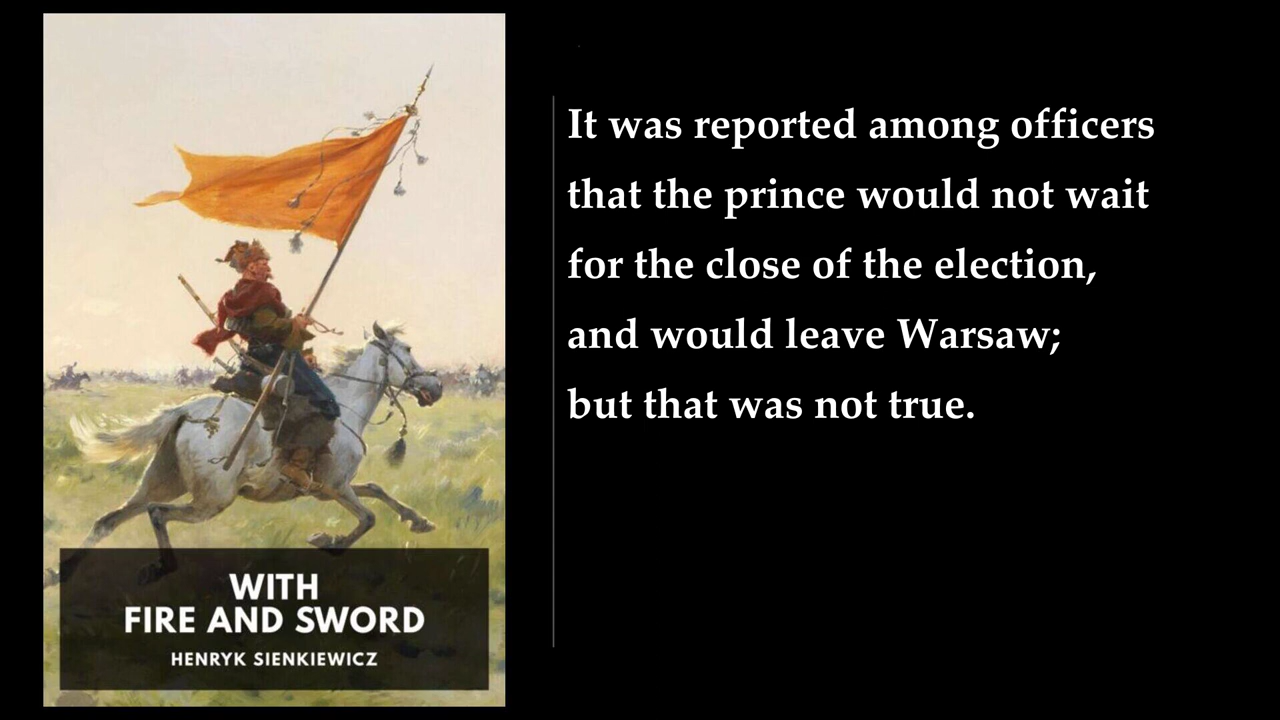 WITH
FIRE AND SWORD
HENRYK SIENKIEWICZ
It was reported among officers
that the prince would not wait
for the close of the election,
and would leave Warsaw;
but that was not true.